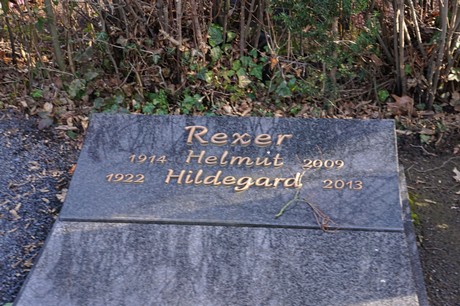 Rexer
1914 Helmut 2009
1922 Hildegard 2013